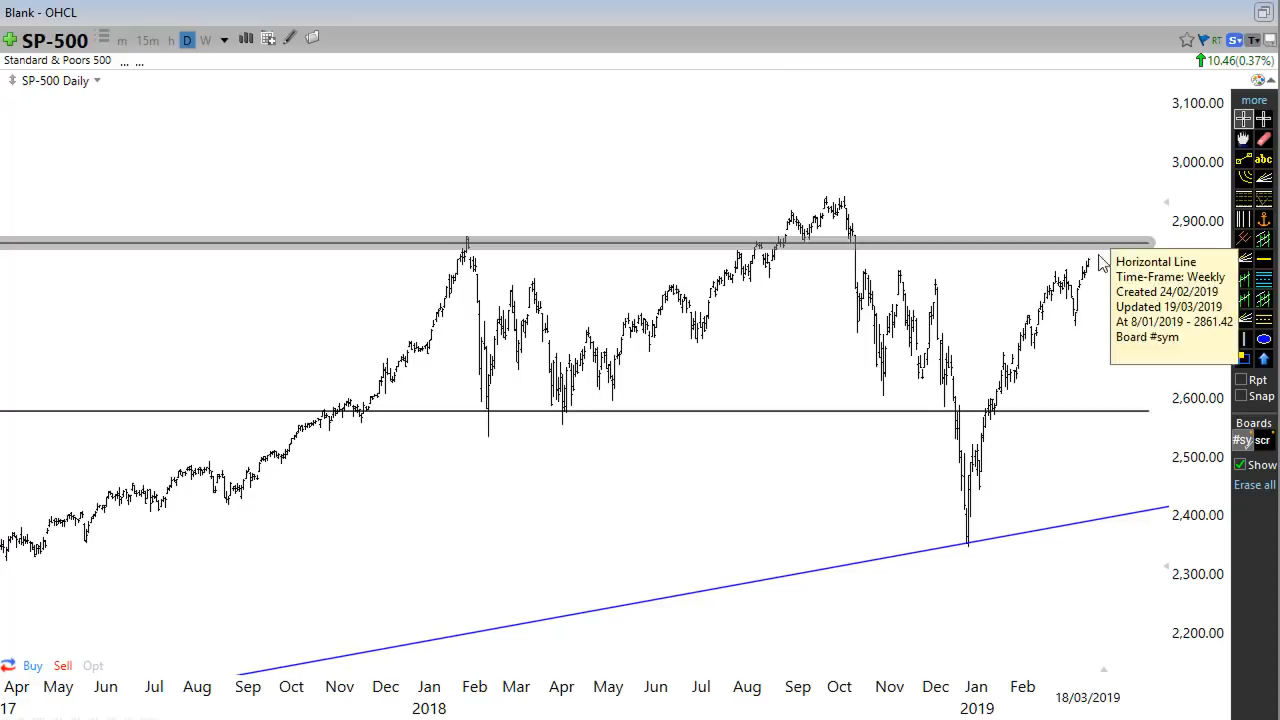 Blank - OHCL
SP-500 m 15m h D W RT S T
Standard & Poors 500 ... ... 10.46(0.37%)
SP-500 Daily
more
abc
3,100.00
3,000.00
2,900.00
2,600.00
2,500.00
2,400.00
2,300.00
2,200.00
Horizontal Line
Time-Frame: Weekly
Created 24/02/2019
Updated 19/03/2019
At 8/01/2019 - 2861.42
Board #sym
Rpt
Snap
Boards
#sy scr
Show
Erase all
Buy Sell Opt
Apr May Jun Jul Aug Sep Oct Nov Dec Jan Feb Mar Apr May Jun Jul Aug Sep Oct Nov Dec Jan Feb 18/03/2019
17 2018 2019